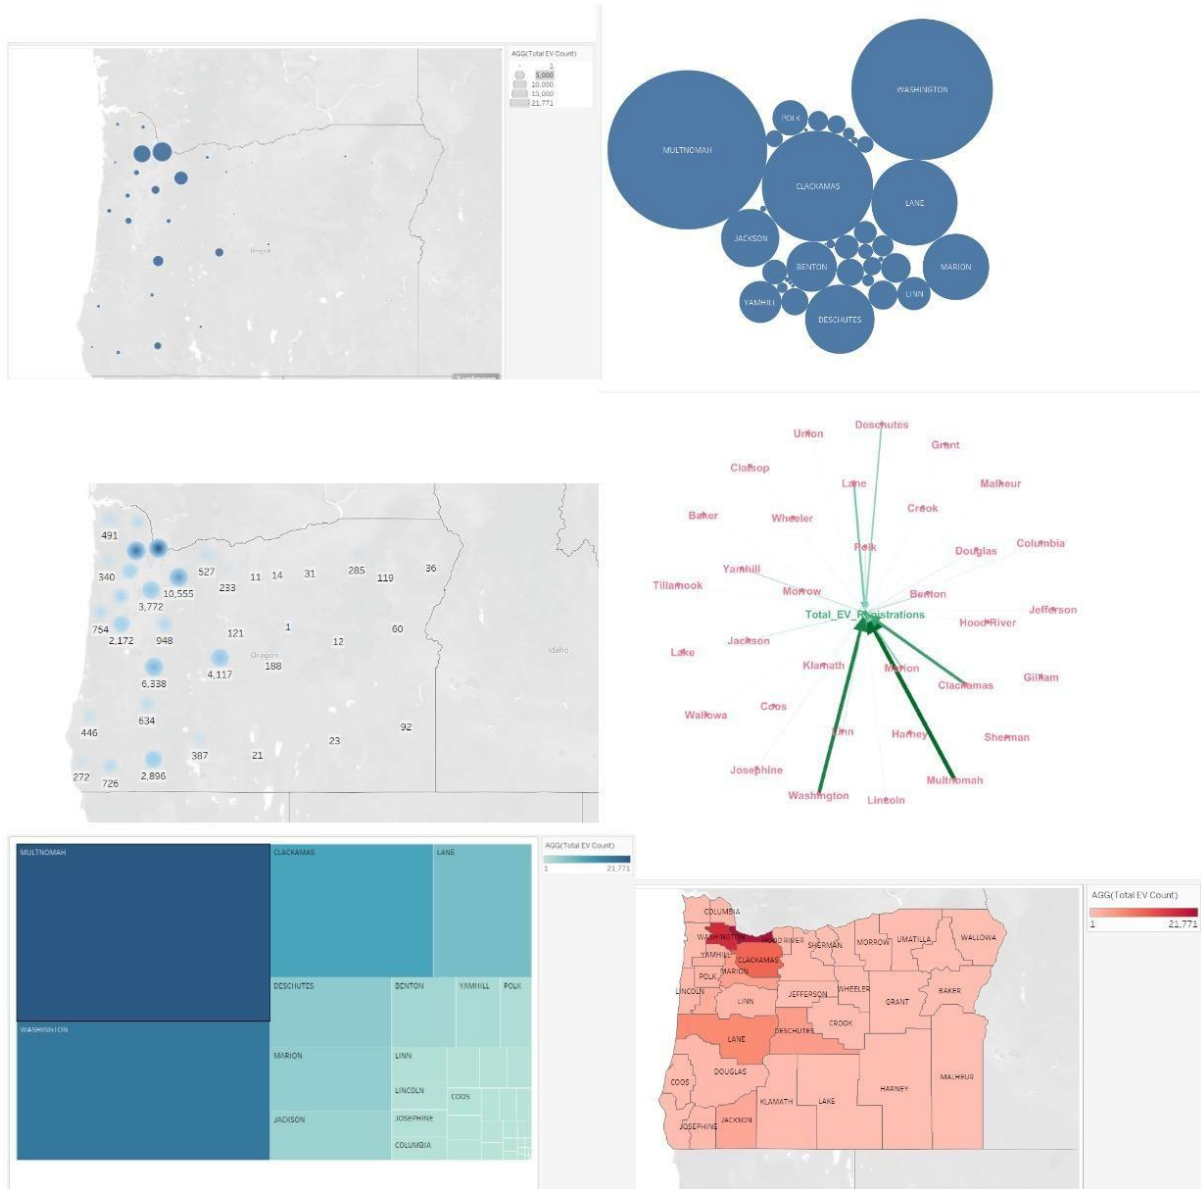 AGG(Total EV Count)
1
5,000
10,000
15,000
21,771
Oregon
WASHINGTON
POLK
MULTNOMAH
CLACKAMAS
LANE
JACKSON
BENTON
MARION
YAMHILL
LINN
DESCHUTES
491
340
10,555
527
233
11
14
31
285
119
36
3,772
754
2,172
948
121
1
12
60
Oregon
Idaho
4,117
188
6,338
634
446
387
21
23
92
272
726
2,896
Deschutes
Union
Grant
Clatsop
Lane
Malheur
Baker
Wheeler
Crook
Polk
Douglas
Columbia
Yamhill
Tillamook
Morrow
Benton
Total_EV_Registrations
Jefferson
Hood-River
Jackson
Lake
Klamath
Marion
Clackamas
Gilliam
Wallowa
Coos
Linn
Harney
Sherman
Josephine
Multnomah
Washington
Lincoln
MULTNOMAH
CLACKAMAS
LANE
DESCHUTES
BENTON
YAMHILL
POLK
WASHINGTON
MARION
LINN
LINCOLN
COOS
JACKSON
JOSEPHINE
COLUMBIA
AGG(Total EV Count)
1 21,771
COLUMBIA
WASHINGTON
HOOD RIVER
SHERMAN
MORROW
UMATILLA
WALLOWA
YAMHILL
CLACKAMAS
MARION
POLK
LINCOLN
LINN
JEFFERSON
WHEELER
GRANT
BAKER
LANE
DESCHUTES
CROOK
COOS
DOUGLAS
KLAMATH
LAKE
HARNEY
MALHEUR
JOSEPHINE
JACKSON
AGG(Total EV Count)
1 21,771